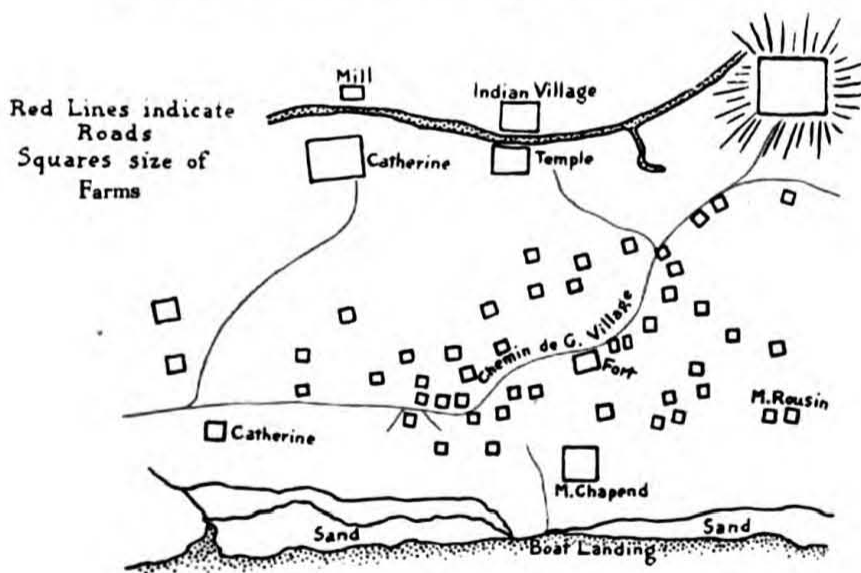 Mill
Indian Village
Red Lines indicate
Roads
Squares size of
Farms
Catherine
Temple
Chemin de G. Village
Fort
M. Rousin
Catherine
M. Chapend
Sand
Sand
Boat Landing